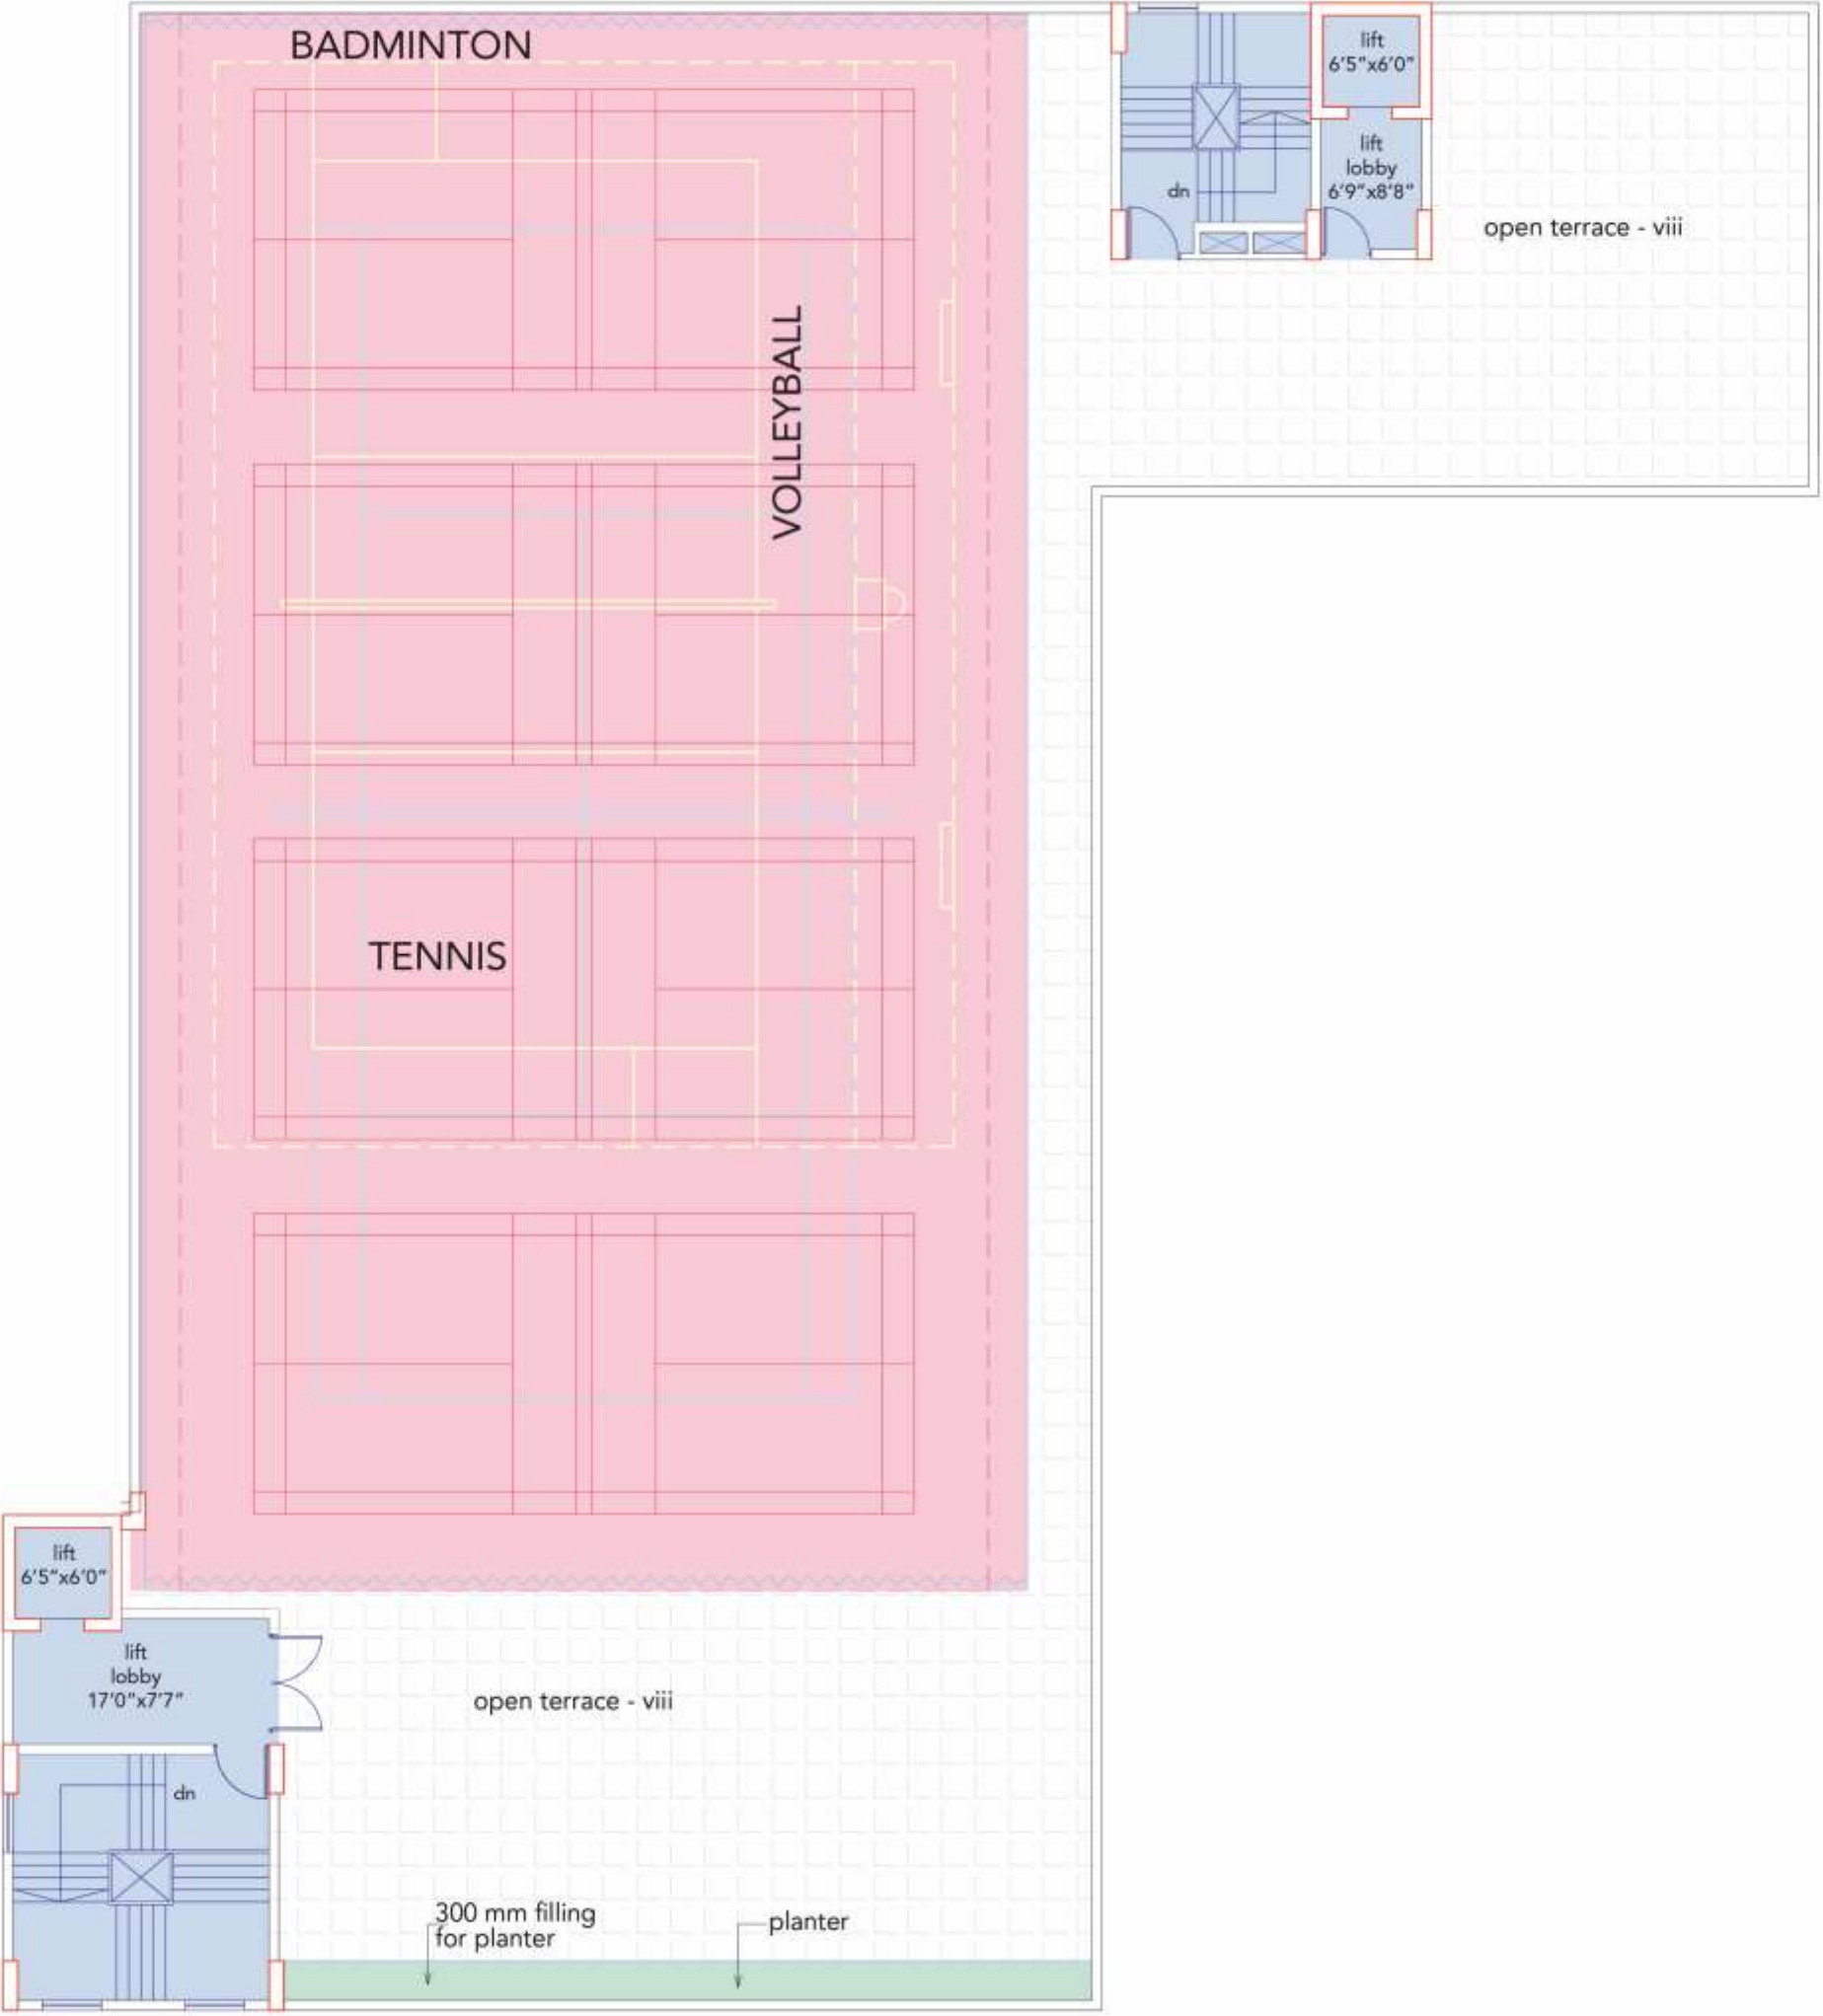 BADMINTON
lift
6'5"x6'0"
lift
lobby
6'9"x8'8"
dn
open terrace - viii
VOLLEYBALL
TENNIS
lift
6'5"x6'0"
lift
lobby
17'0"x7'7"
open terrace - viii
dn
300 mm filling
for planter
planter